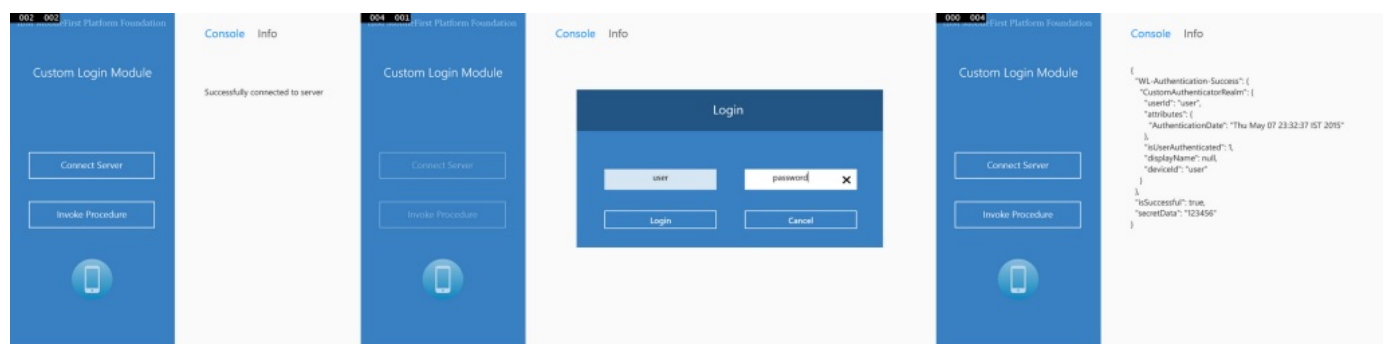 002 002
First Platform Foundation
Console Info
Custom Login Module
Successfully connected to server
Connect Server
Invoke Procedure
004 001
First Platform Foundation
Console Info
Custom Login Module
Connect Server
Invoke Procedure
Login
user
password
Login
Cancel
000 004
First Platform Foundation
Console Info
Custom Login Module
Connect Server
Invoke Procedure
{
"WL-Authentication-Success": {
"CustomAuthenticatorRealm": {
"userId": "user",
"attributes": {
"AuthenticationDate": "Thu May 07 23:32:37 IST 2015"
},
"isUserAuthenticated": 1,
"displayName": null,
"deviceId": "user"
}
},
"isSuccessful": true,
"secretData": "123456"
}